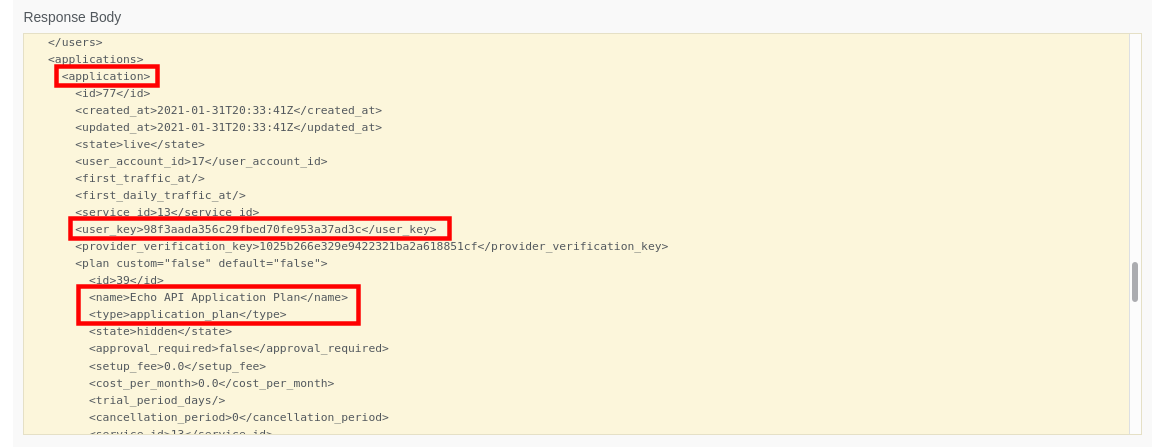 Response Body
</users>
<applications>
<application>
<id>77</id>
<created_at>2021-01-31T20:33:41Z</created_at>
<updated_at>2021-01-31T20:33:41Z</updated_at>
<state>live</state>
<user_account_id>17</user_account_id>
<first_traffic_at/>
<first_daily_traffic_at/>
<service_id>13</service_id>
<user_key>98f3aada356c29fbed70fe953a37ad3c</user_key>
<provider_verification_key>1025b266e329e9422321ba2a618851cf</provider_verification_key>
<plan custom="false" default="false">
<id>39</id>
<name>Echo API Application Plan</name>
<type>application_plan</type>
<state>hidden</state>
<approval_required>false</approval_required>
<setup_fee>0.0</setup_fee>
<cost_per_month>0.0</cost_per_month>
<trial_period_days/>
<cancellation_period>0</cancellation_period>
<service_id>13</service_id>